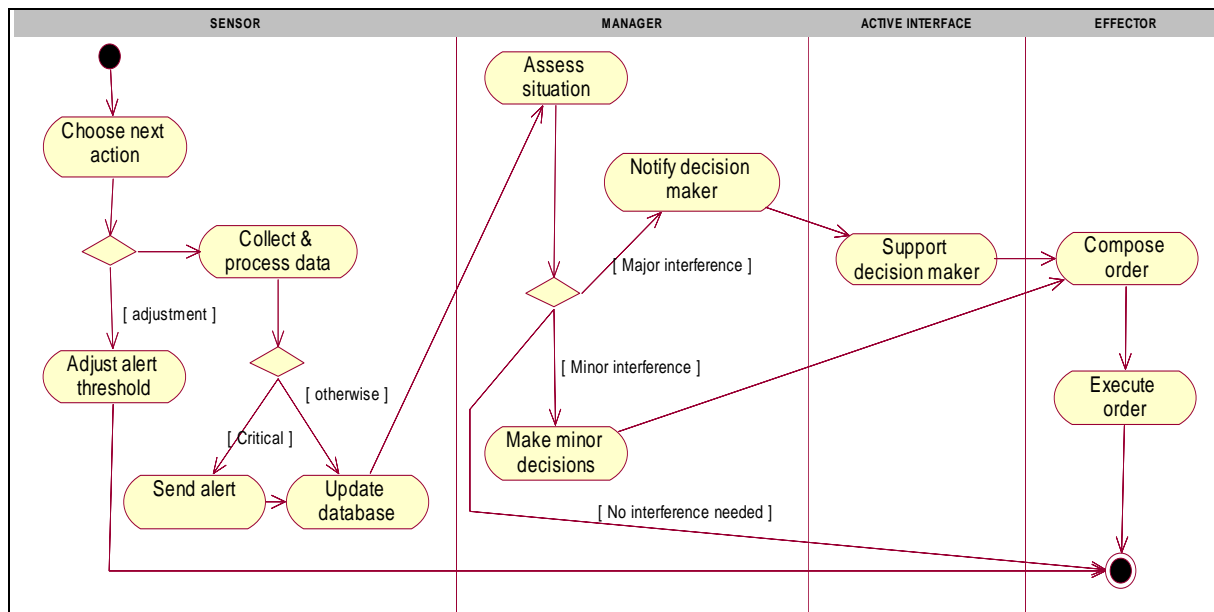 SENSOR
MANAGER
ACTIVE INTERFACE
EFFECTOR
Choose next
action
Collect &
process data
[ adjustment ]
Adjust alert
threshold
[ otherwise ]
[ Critical ]
Send alert
Update
database
Assess
situation
Notify decision
maker
[ Major interference ]
[ Minor interference ]
Make minor
decisions
[ No interference needed ]
Support
decision maker
Compose
order
Execute
order